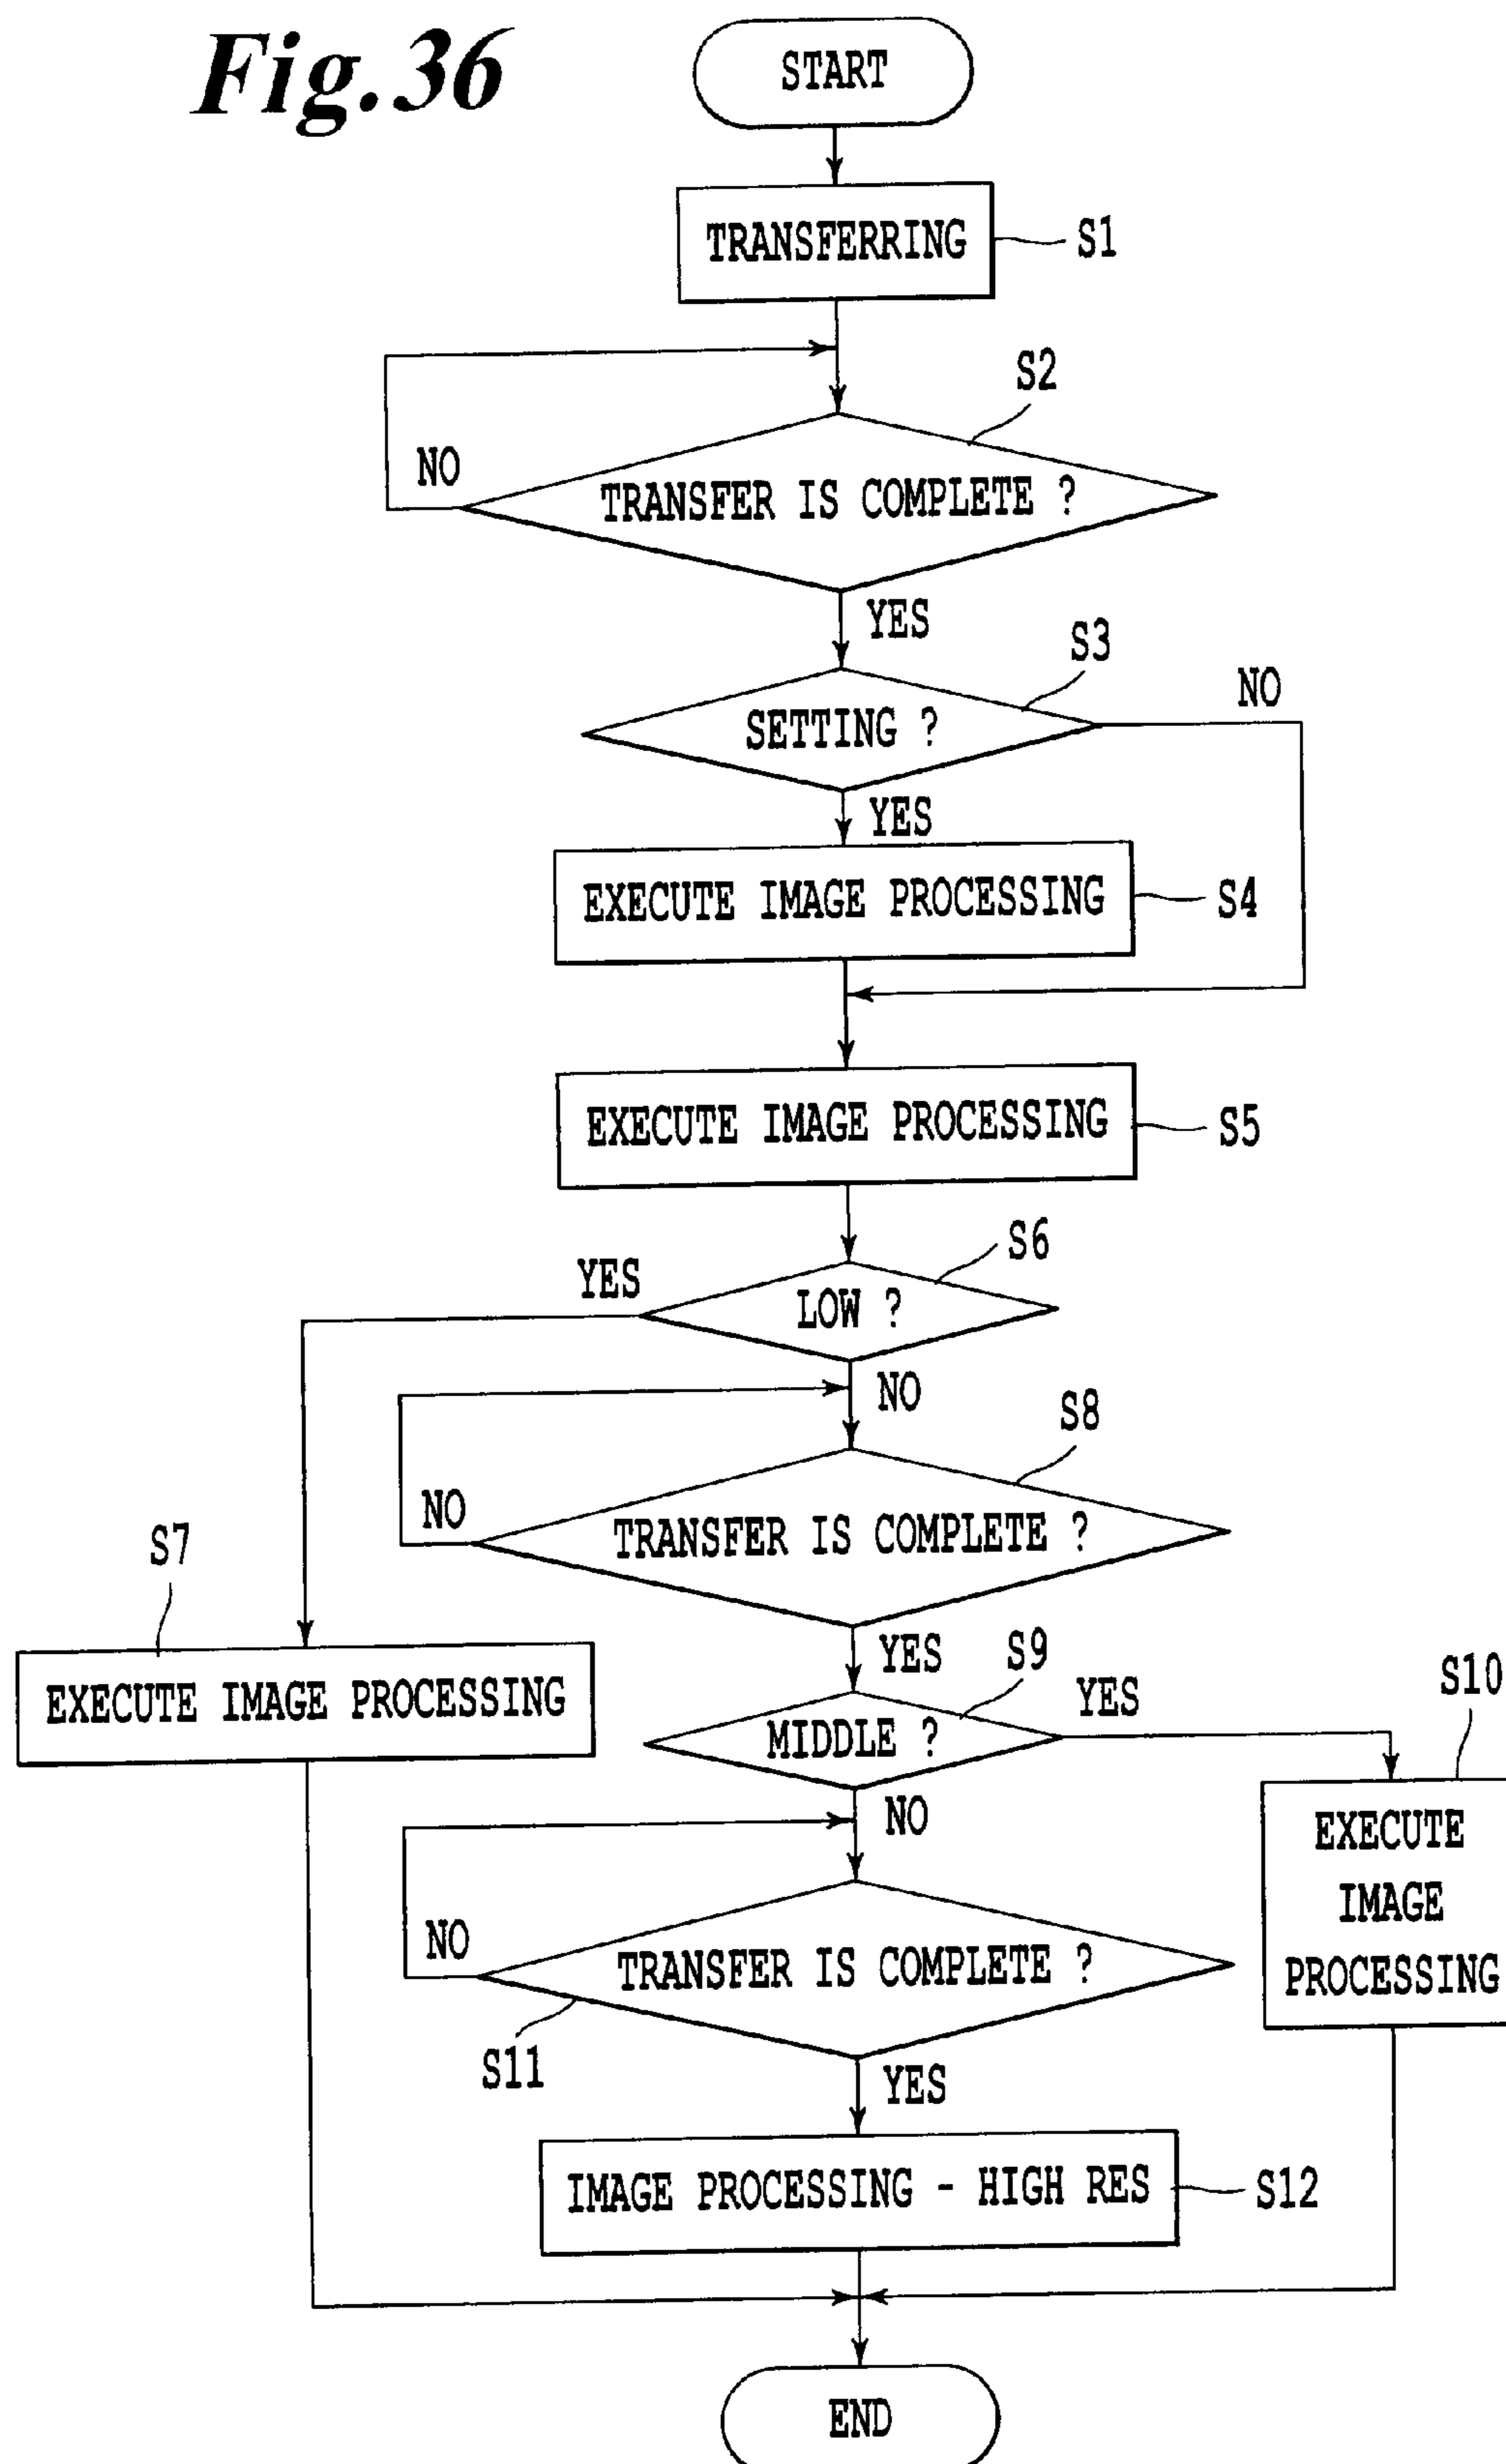 Fig.36
START
TRANSFERRING
S1
S2
NO
TRANSFER IS COMPLETE ?
YES
S3
NO
SETTING ?
YES
EXECUTE IMAGE PROCESSING
S4
EXECUTE IMAGE PROCESSING
S5
S6
YES
LOW ?
NO
S8
NO
TRANSFER IS COMPLETE ?
S7
EXECUTE IMAGE PROCESSING
YES
S9
YES
S10
MIDDLE ?
NO
EXECUTE
IMAGE
PROCESSING
NO
TRANSFER IS COMPLETE ?
S11
YES
IMAGE PROCESSING - HIGH RES
S12
END